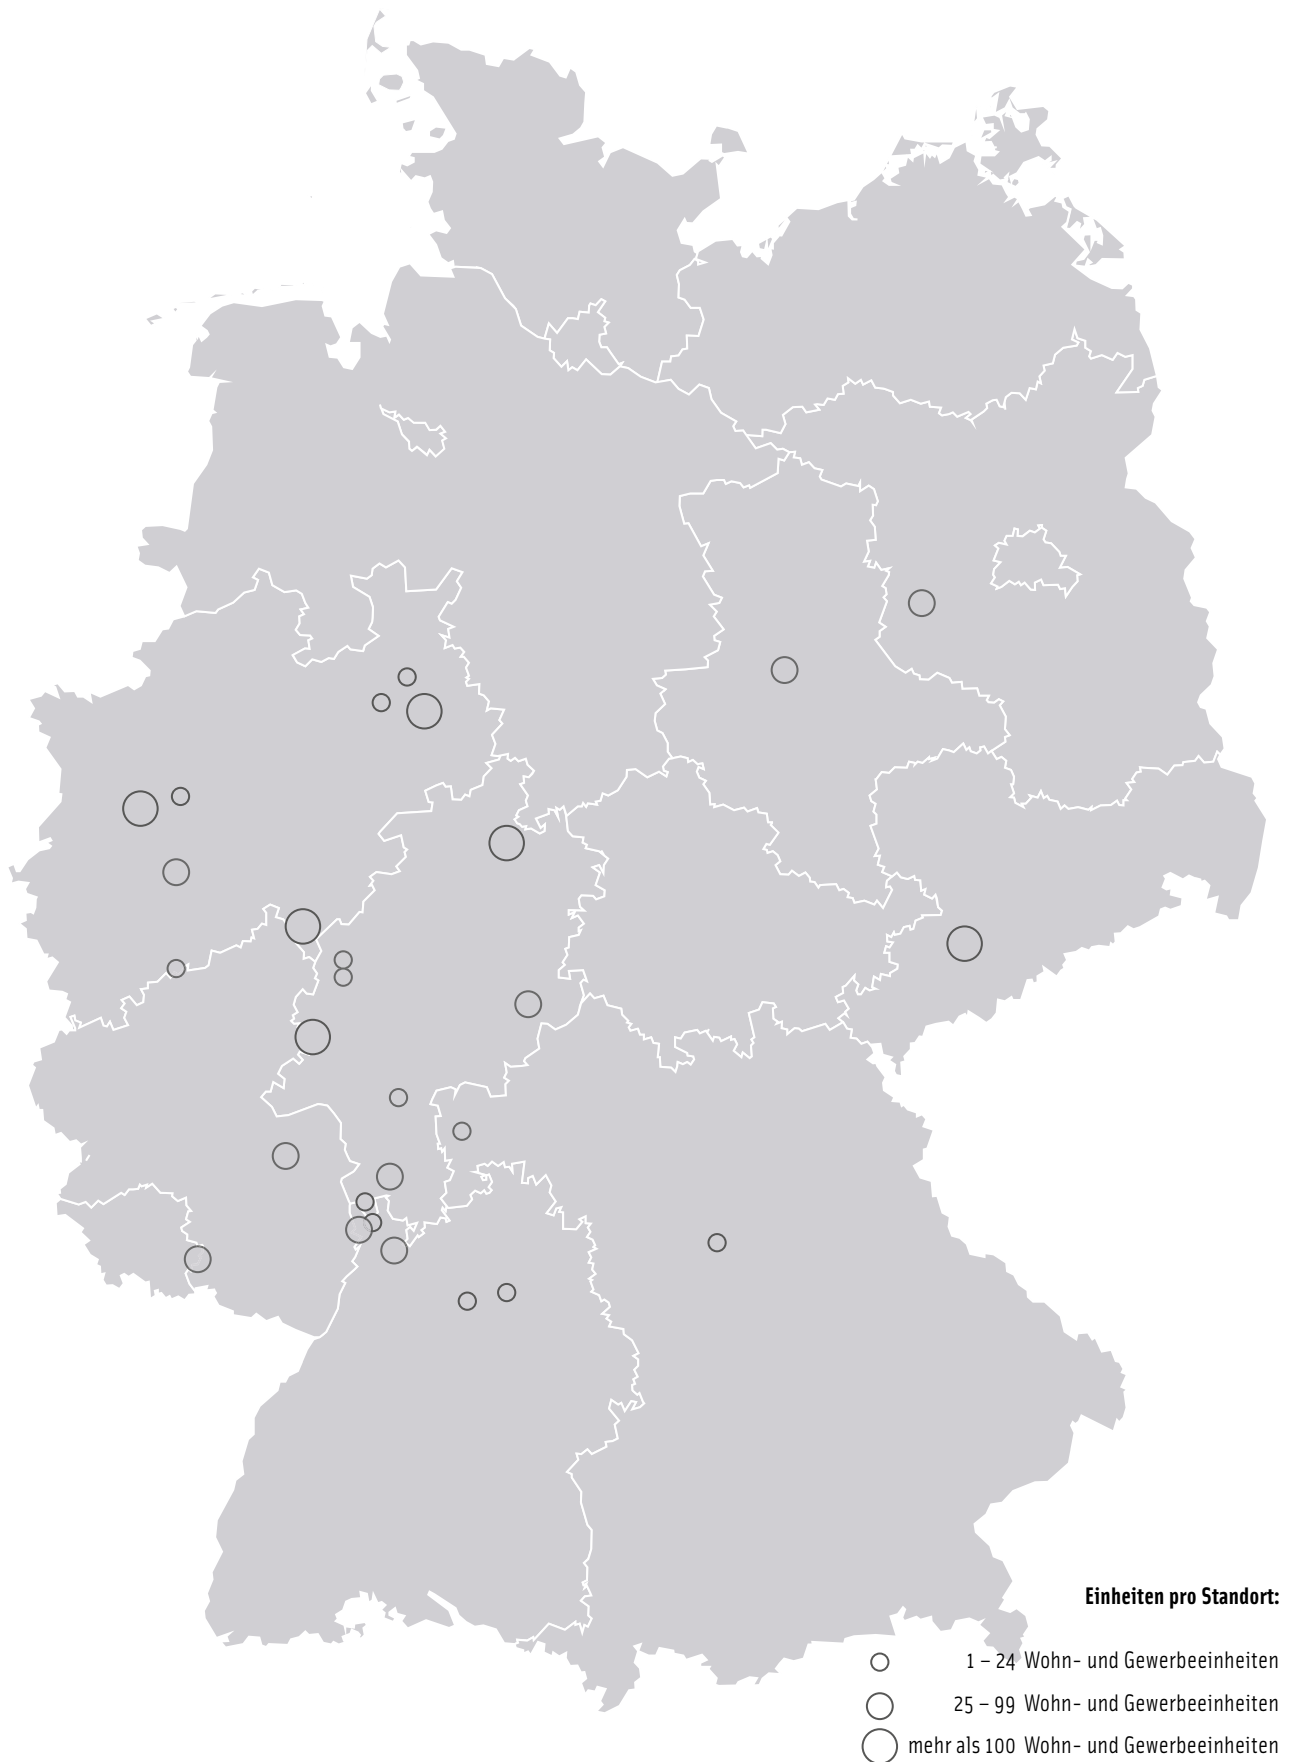 Einheiten pro Standort:
1 – 24 Wohn- und Gewerbeeinheiten
25 – 99 Wohn- und Gewerbeeinheiten
mehr als 100 Wohn- und Gewerbeeinheiten